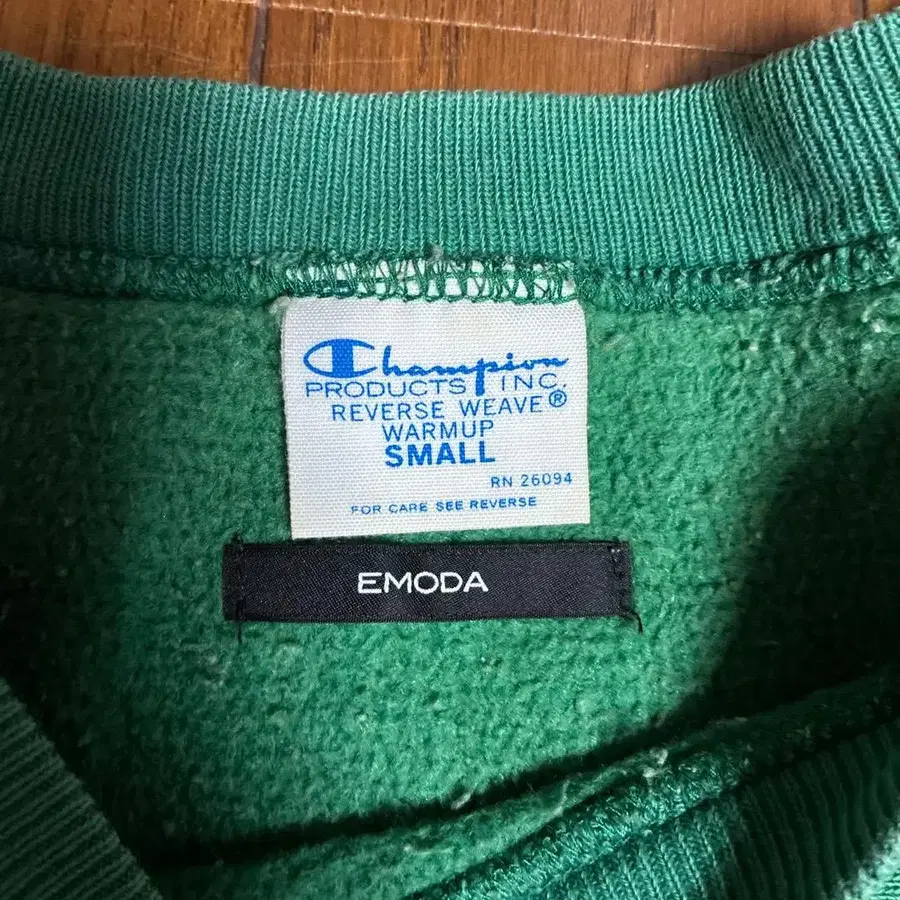 Champion
PRODUCTS INC.
REVERSE WEAVE®
WARMUP
SMALL
RN 26094
FOR CARE SEE REVERSE
EMODA